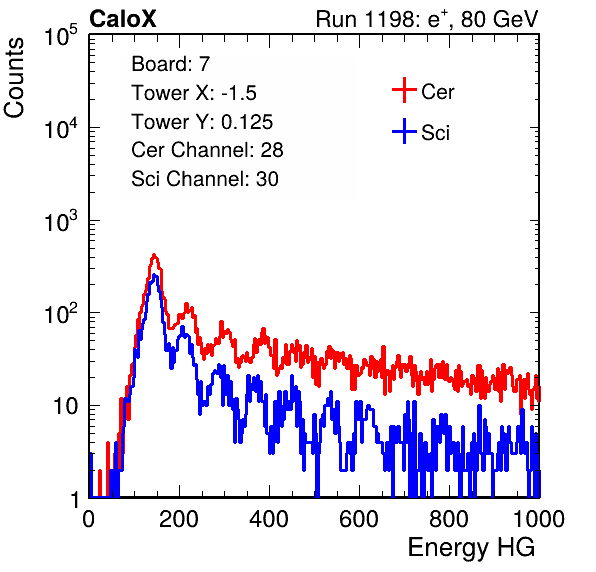 CaloX Run 1198: e⁺, 80 GeV
Counts
Board: 7
Tower X: -1.5
Tower Y: 0.125
Cer Channel: 28
Sci Channel: 30
Cer
Sci
10⁵
10⁴
10³
10²
10
1
0 200 400 600 800 1000
Energy HG